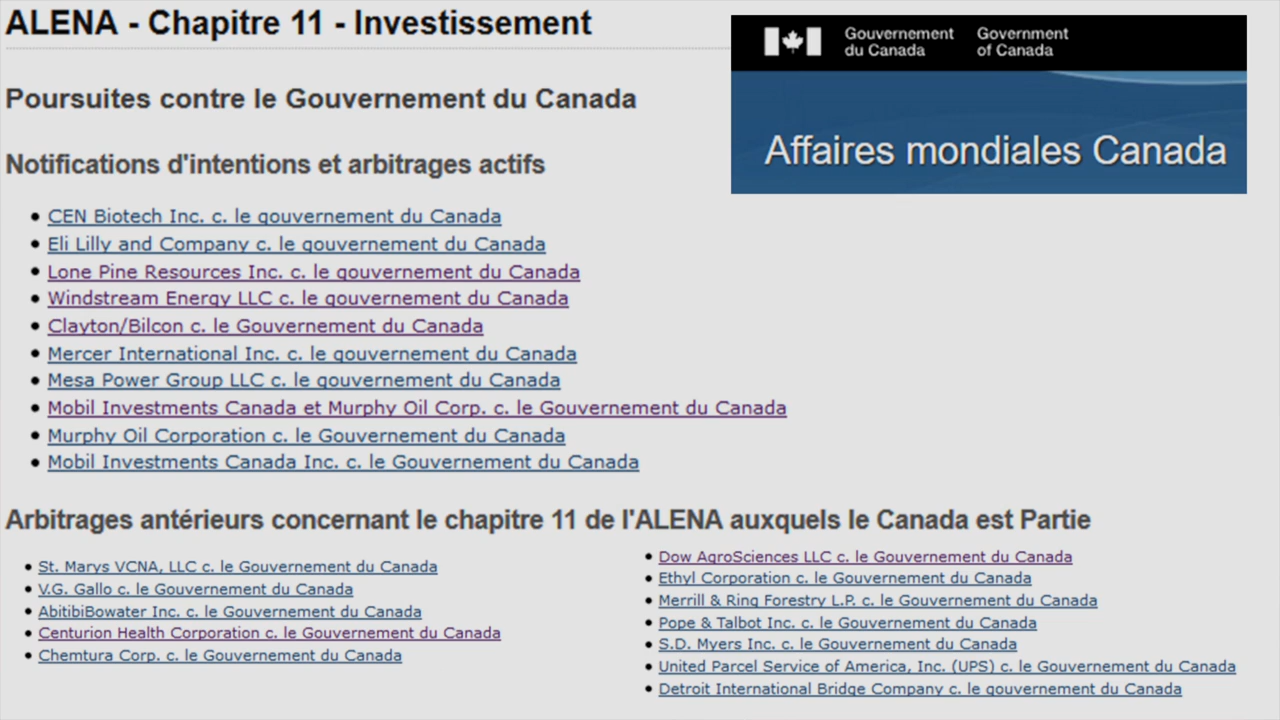 ALENA - Chapitre 11 - Investissement
Gouvernement du Canada
Government of Canada
Affaires mondiales Canada
Poursuites contre le Gouvernement du Canada
Notifications d'intentions et arbitrages actifs
CEN Biotech Inc. c. le gouvernement du Canada
Eli Lilly and Company c. le gouvernement du Canada
Lone Pine Resources Inc. c. le gouvernement du Canada
Windstream Energy LLC c. le gouvernement du Canada
Clayton/Bilcon c. le Gouvernement du Canada
Mercer International Inc. c. le gouvernement du Canada
Mesa Power Group LLC c. le gouvernement du Canada
Mobil Investments Canada et Murphy Oil Corp. c. le Gouvernement du Canada
Murphy Oil Corporation c. le Gouvernement du Canada
Mobil Investments Canada Inc. c. le Gouvernement du Canada
Arbitrages antérieurs concernant le chapitre 11 de l'ALENA auxquels le Canada est Partie
St. Marys VCNA, LLC c. le Gouvernement du Canada
V.G. Gallo c. le Gouvernement du Canada
AbitibiBowater Inc. c. le Gouvernement du Canada
Centurion Health Corporation c. le Gouvernement du Canada
Chemtura Corp. c. le Gouvernement du Canada
Dow AgroSciences LLC c. le Gouvernement du Canada
Ethyl Corporation c. le Gouvernement du Canada
Merrill & Ring Forestry L.P. c. le Gouvernement du Canada
Pope & Talbot Inc. c. le Gouvernement du Canada
S.D. Myers Inc. c. le Gouvernement du Canada
United Parcel Service of America, Inc. (UPS) c. le Gouvernement du Canada
Detroit International Bridge Company c. le gouvernement du Canada